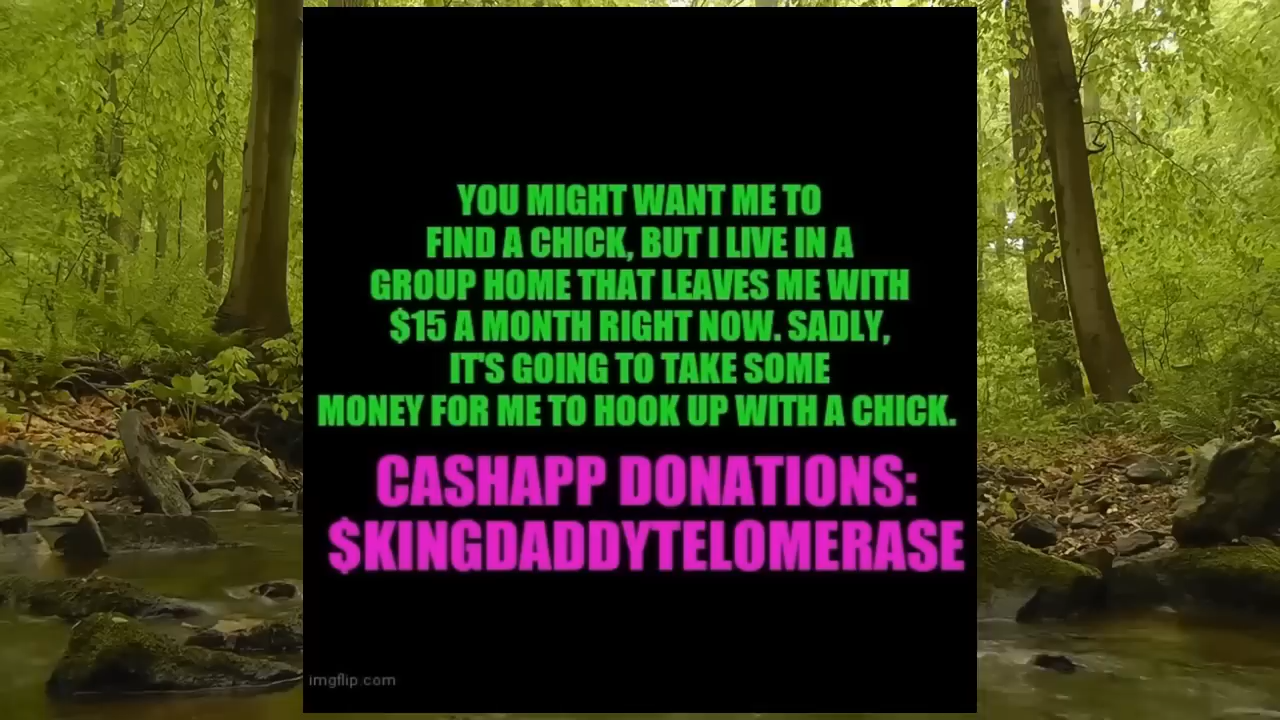 YOU MIGHT WANT ME TO
FIND A CHICK, BUT I LIVE IN A
GROUP HOME THAT LEAVES ME WITH
$15 A MONTH RIGHT NOW. SADLY,
IT'S GOING TO TAKE SOME
MONEY FOR ME TO HOOK UP WITH A CHICK.
CASHAPP DONATIONS:
$KINGDADDYTELOMERASE
imgflip.com